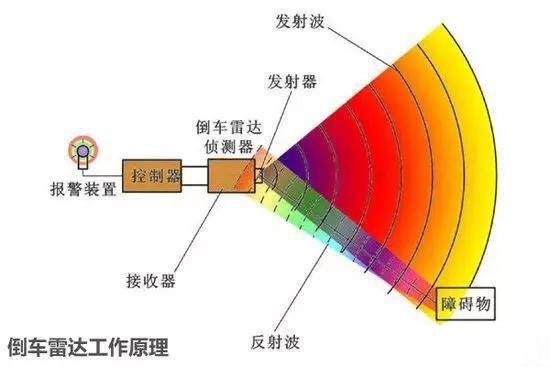 发射波
发射器
倒车雷达
侦测器
报警装置
控制器
接收器
障碍物
反射波
倒车雷达工作原理